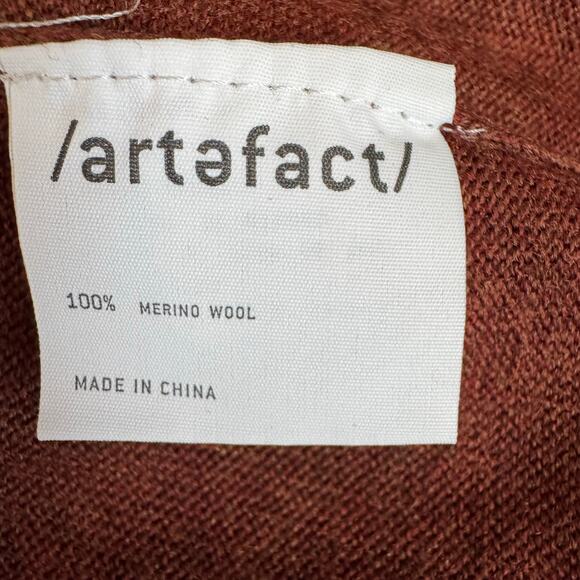 /artəfact/
100% MERINO WOOL
MADE IN CHINA